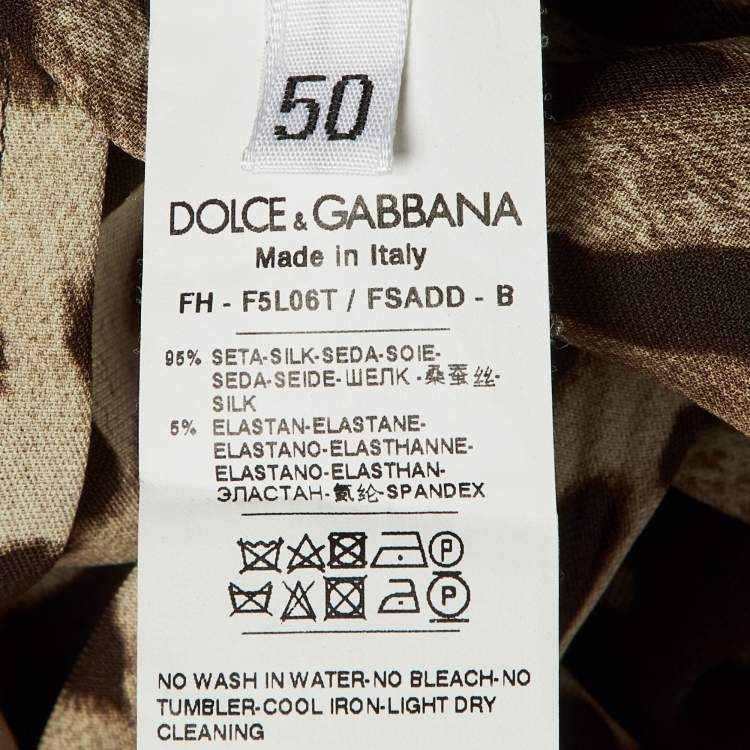 50
DOLCE & GABBANA
Made in Italy
FH - F5L06T / FSADD - B
95% SETA-SILK-SEDA-SOIE-
SEDA-SEIDE-ШЕЛК -桑蚕丝-
SILK
5% ELASTAN-ELASTANE-
ELASTANO-ELASTHANNE-
ELASTANO-ELASTHAN-
ЭЛАСТАН-氨纶-SPANDEX
P
P
NO WASH IN WATER-NO BLEACH-NO
TUMBLER-COOL IRON-LIGHT DRY
CLEANING